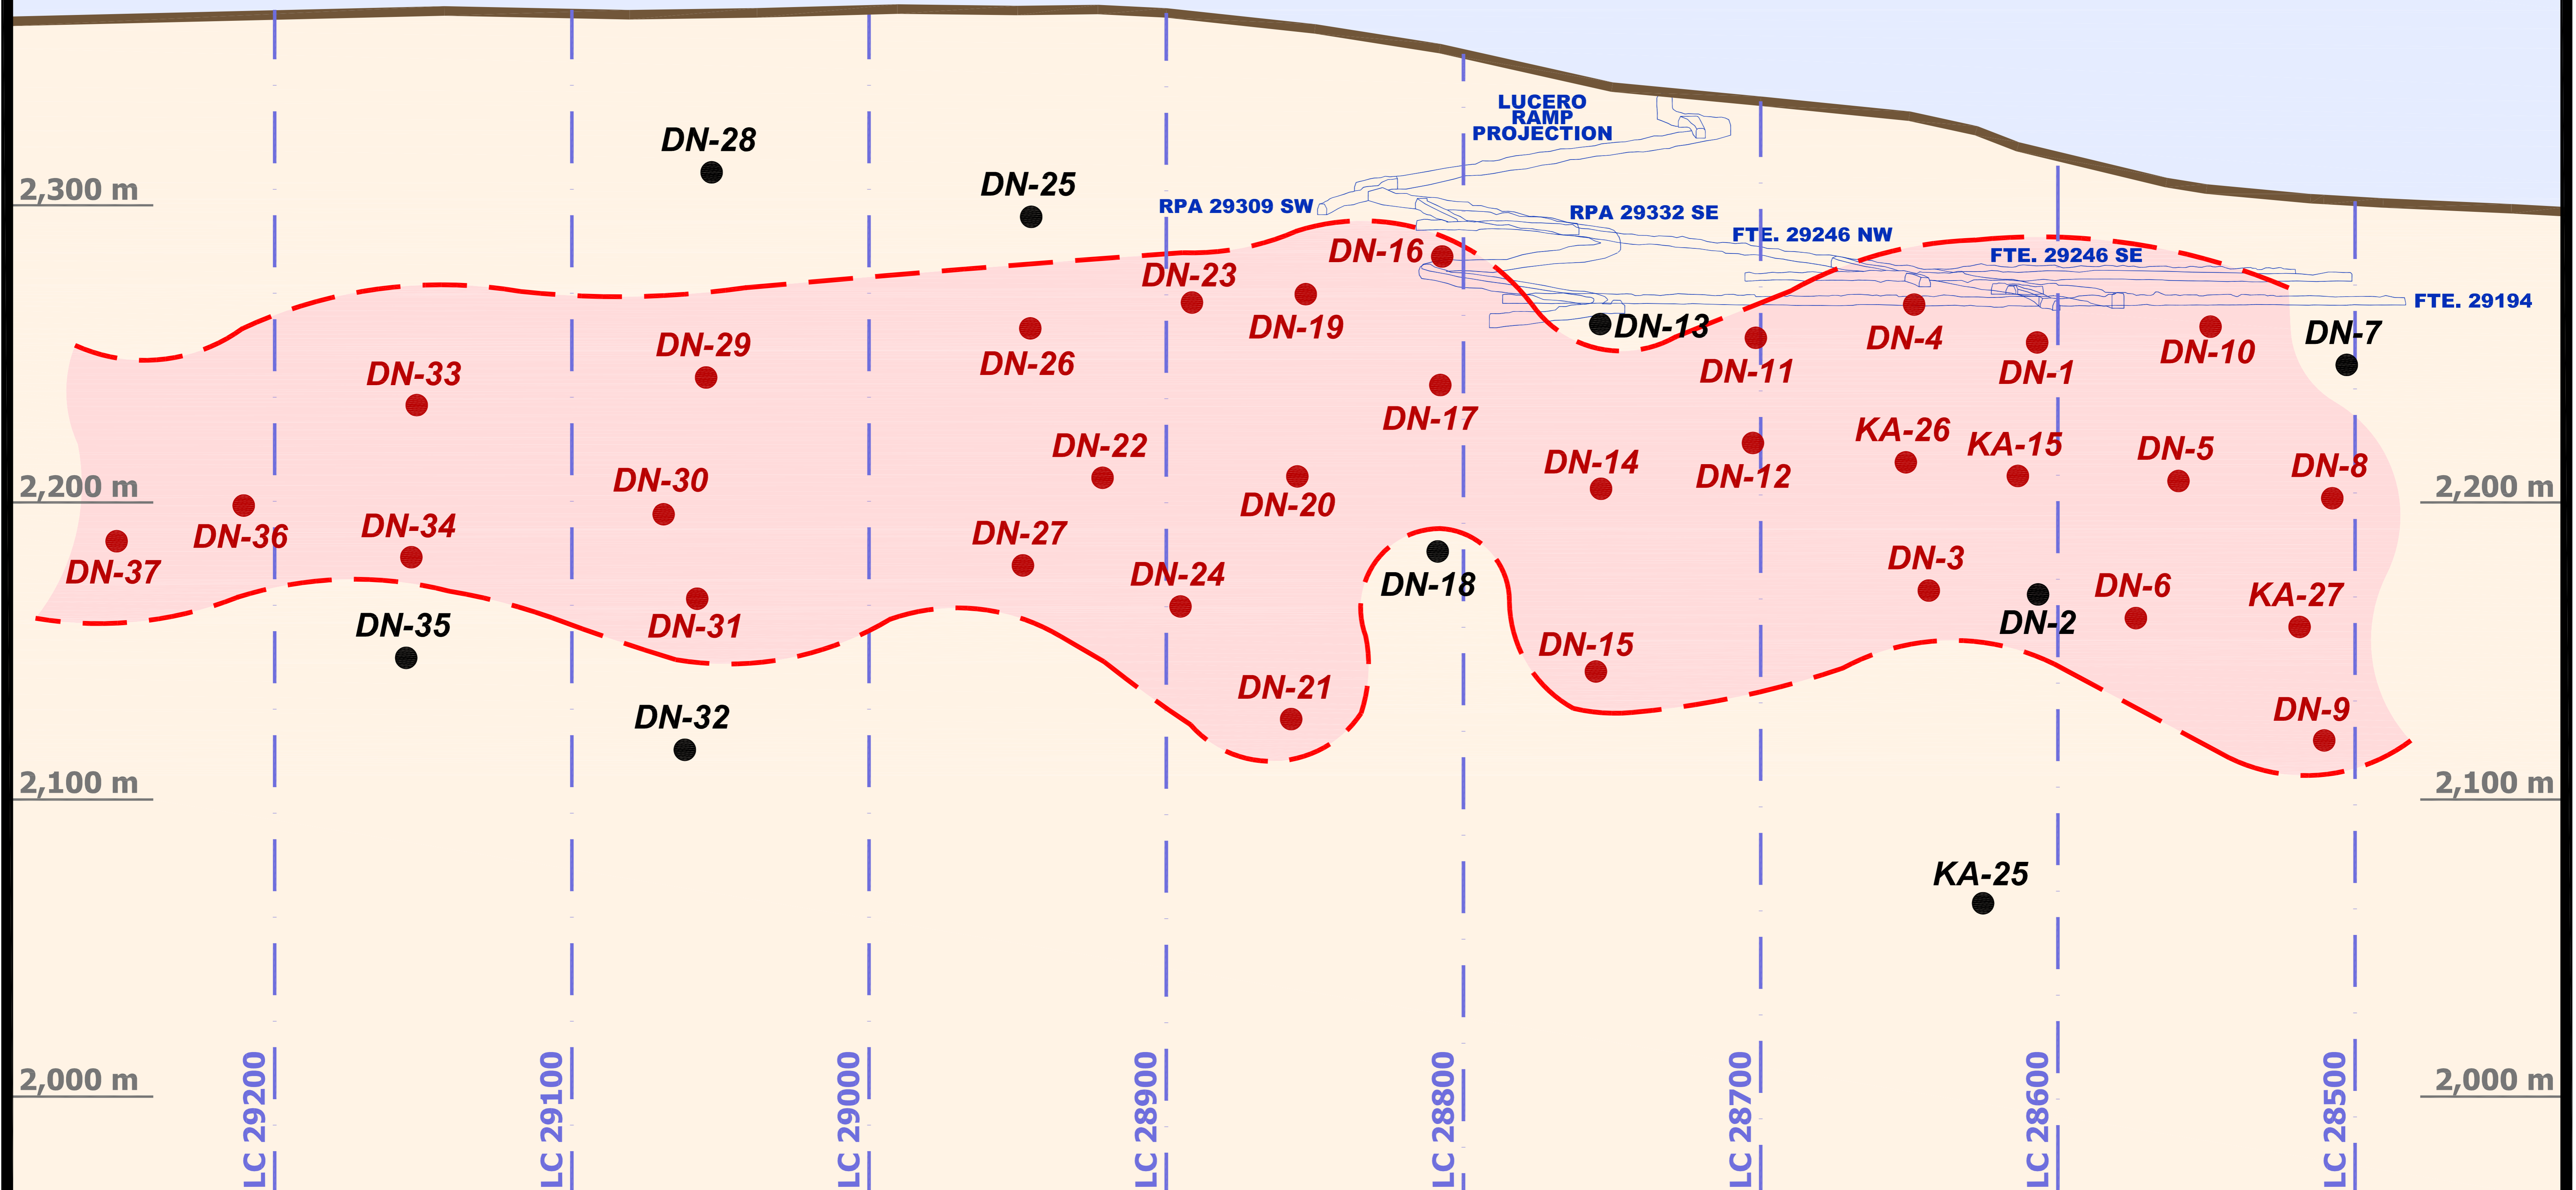 LUCERO
RAMP
PROJECTION
DN-28
DN-25
2,300 m
RPA 29309 SW
RPA 29332 SE
FTE. 29246 NW
FTE. 29246 SE
FTE. 29194
DN-16
DN-23
DN-19
DN-13
DN-4
DN-7
DN-10
DN-1
DN-11
DN-26
DN-29
DN-33
DN-17
KA-26
KA-15
DN-5
DN-22
DN-14
DN-8
DN-12
DN-30
2,200 m
2,200 m
DN-20
DN-34
DN-36
DN-27
DN-37
DN-24
DN-3
DN-18
DN-6
KA-27
DN-2
DN-35
DN-31
DN-15
DN-21
DN-9
DN-32
2,100 m
2,100 m
KA-25
2,000 m
2,000 m
LC 29200
LC 29100
LC 29000
LC 28900
LC 28800
LC 28700
LC 28600
LC 28500